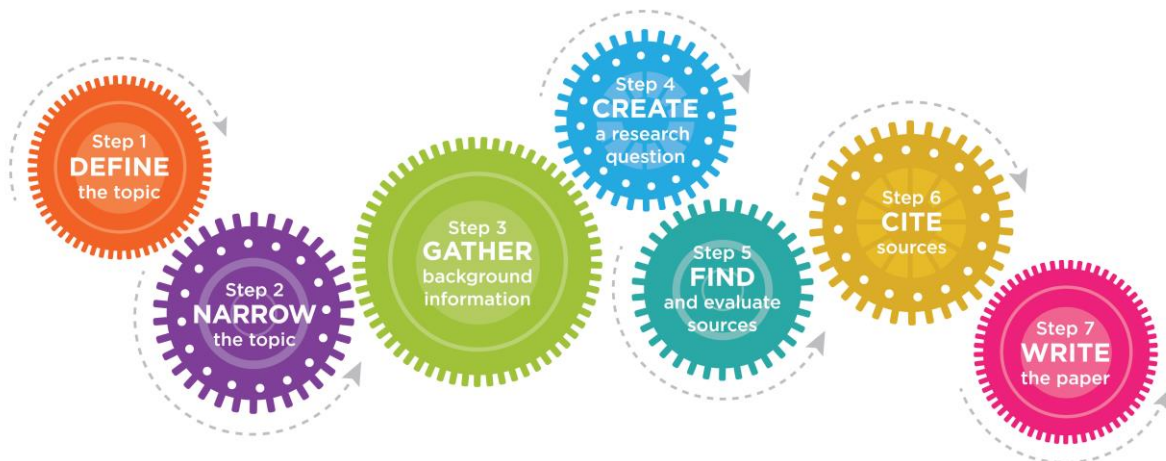 Step 1
DEFINE
the topic
Step 2
NARROW
the topic
Step 3
GATHER
background
information
Step 4
CREATE
a research
question
Step 5
FIND
and evaluate
sources
Step 6
CITE
sources
Step 7
WRITE
the paper